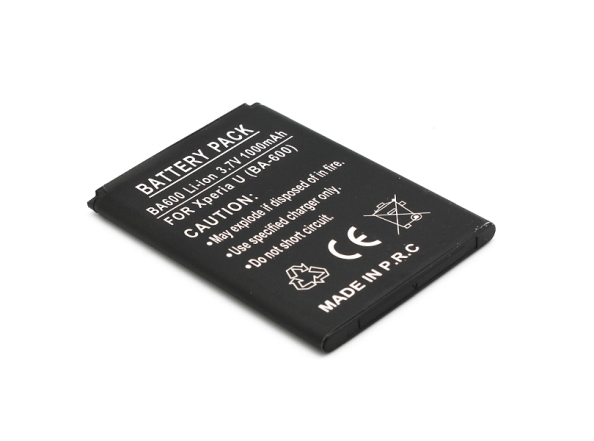 BATTERY PACK
BA600 Li-ion 3.7V 1000mAh
FOR Xperia U (BA-600)
CAUTION:
•May explode if disposed of in fire.
•Use specified charger only.
•Do not short circuit.
CE
MADE IN P.R.C